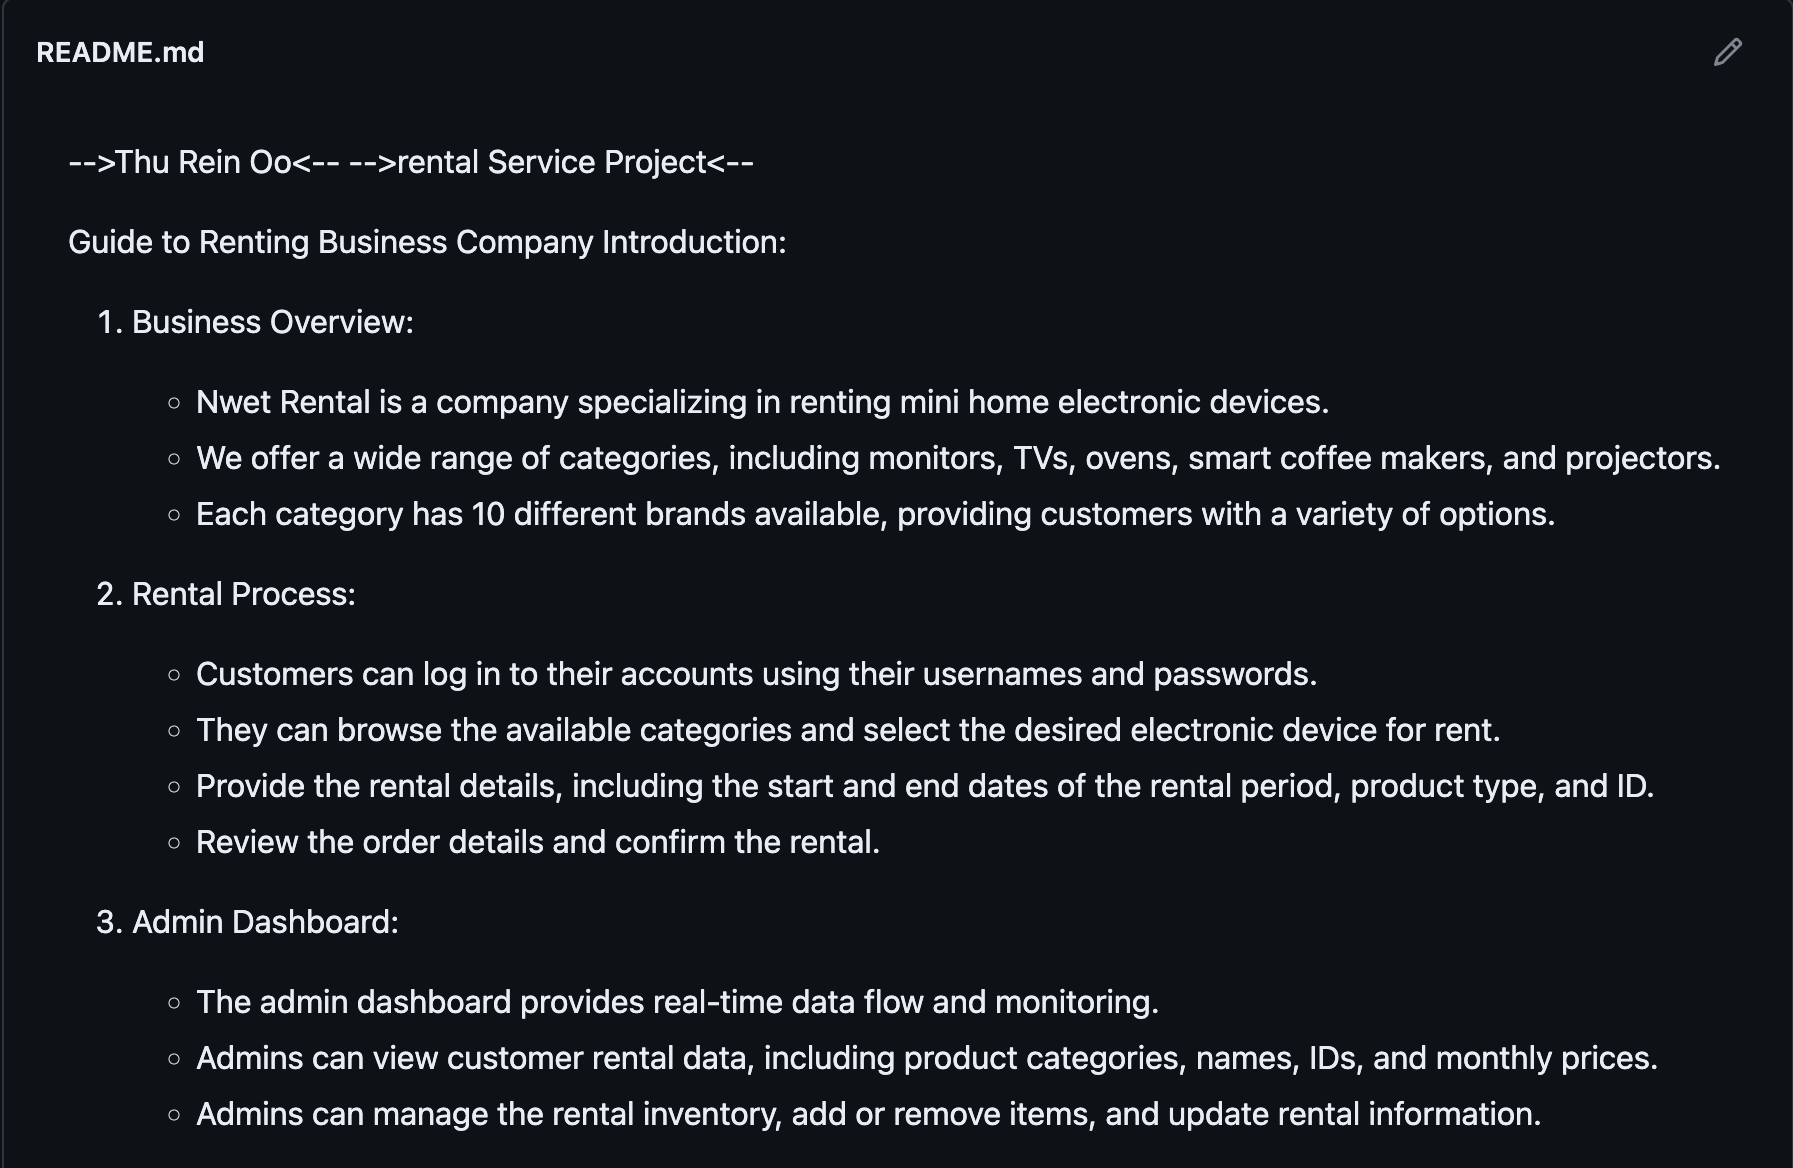 README.md
-->Thu Rein Oo<-- -->rental Service Project<--
Guide to Renting Business Company Introduction:
1. Business Overview:
○ Nwet Rental is a company specializing in renting mini home electronic devices.
○ We offer a wide range of categories, including monitors, TVs, ovens, smart coffee makers, and projectors.
○ Each category has 10 different brands available, providing customers with a variety of options.
2. Rental Process:
○ Customers can log in to their accounts using their usernames and passwords.
○ They can browse the available categories and select the desired electronic device for rent.
○ Provide the rental details, including the start and end dates of the rental period, product type, and ID.
○ Review the order details and confirm the rental.
3. Admin Dashboard:
○ The admin dashboard provides real-time data flow and monitoring.
○ Admins can view customer rental data, including product categories, names, IDs, and monthly prices.
○ Admins can manage the rental inventory, add or remove items, and update rental information.